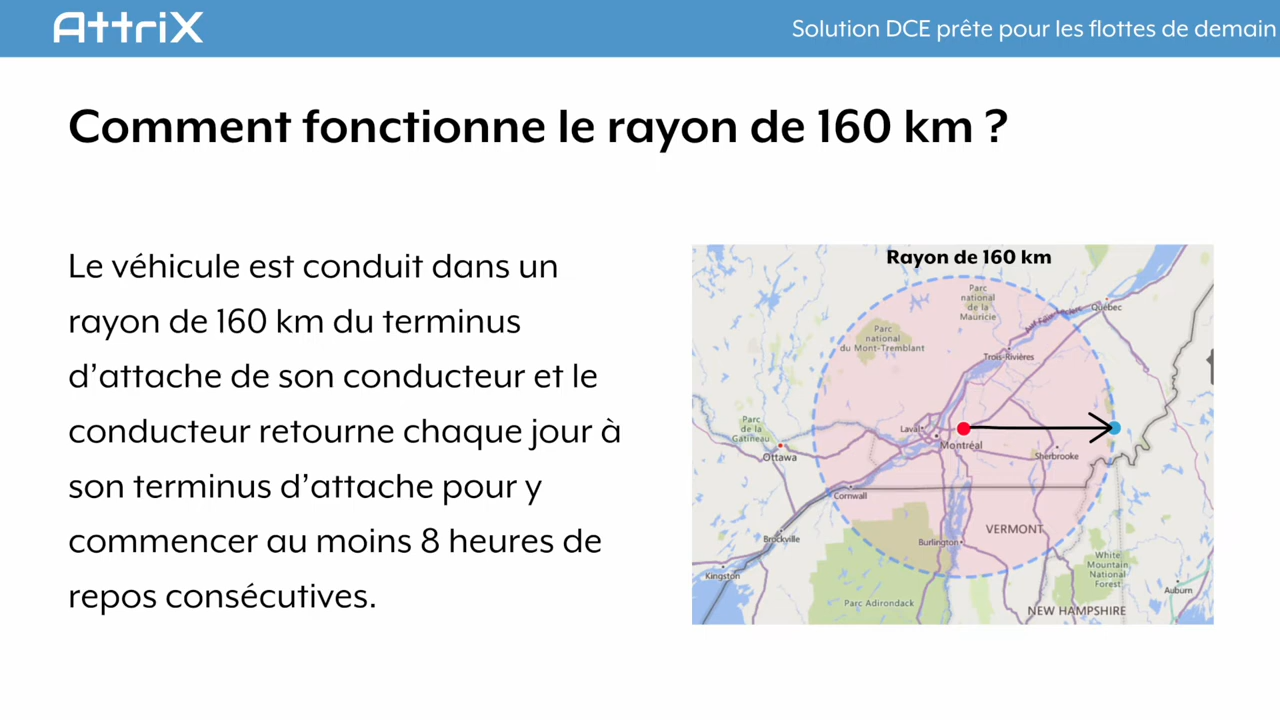 AttriX
Solution DCE prête pour les flottes de demain
Comment fonctionne le rayon de 160 km ?
Le véhicule est conduit dans un
rayon de 160 km du terminus
d’attache de son conducteur et le
conducteur retourne chaque jour à
son terminus d’attache pour y
commencer au moins 8 heures de
repos consécutives.
Rayon de 160 km
Parc
national
de la
Mauricie
Québec
Parc
national
du Mont-Tremblant
Trois-Rivières
Parc
de la
Gatineau
Laval
Montréal
Ottawa
Sherbrooke
Cornwall
VERMONT
Brockville
Burlington
White
Mountain
National
Forest
Kingston
Auburn
Parc Adirondack
NEW HAMPSHIRE